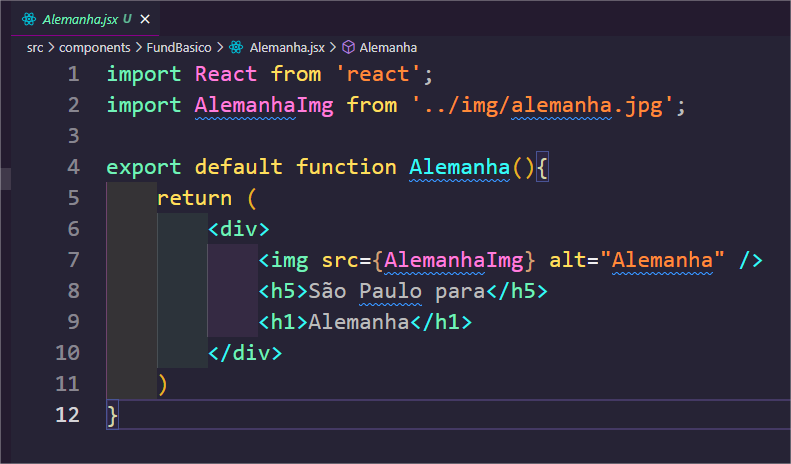 Alemanha.jsx U ×
src > components > FundBasico > Alemanha.jsx > Alemanha
1 import React from 'react';
2 import AlemanhaImg from '../img/alemanha.jpg';
3
4 export default function Alemanha(){
5 return (
6 <div>
7 <img src={AlemanhaImg} alt="Alemanha" />
8 <h5>São Paulo para</h5>
9 <h1>Alemanha</h1>
10 </div>
11 )
12 }